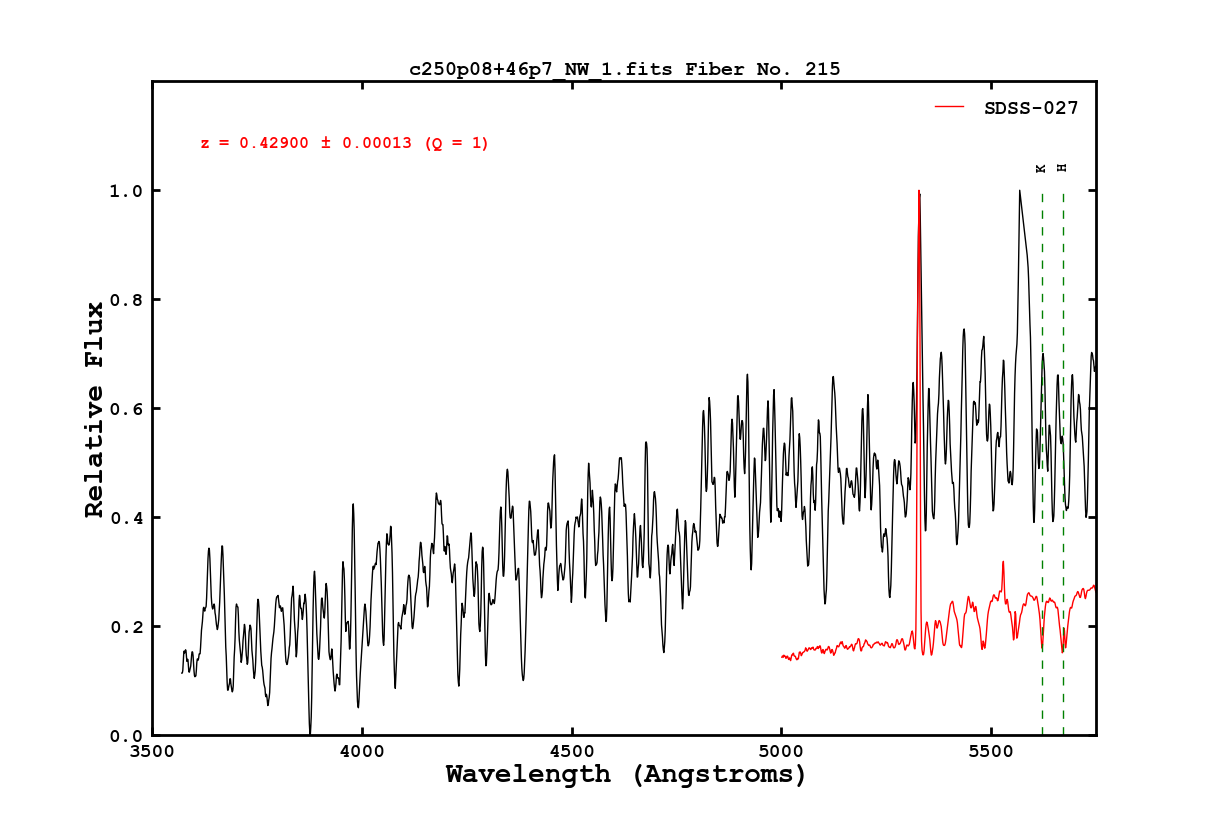 c250p08+46p7_NW_1.fits Fiber No. 215
SDSS-027
z = 0.42900 ± 0.00013 (Q = 1)
K H
1.0
0.8
0.6
0.4
0.2
0.0
Relative Flux
3500 4000 4500 5000 5500
Wavelength (Angstroms)